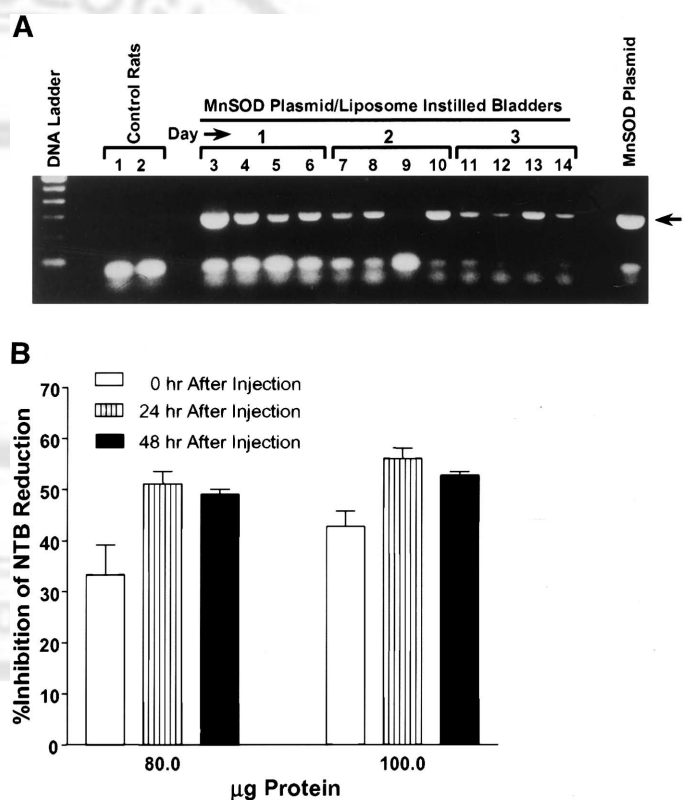 A
DNA Ladder
Control Rats
MnSOD Plasmid/Liposome Instilled Bladders
MnSOD Plasmid
Day → 1 2 3
1 2 3 4 5 6 7 8 9 10 11 12 13 14
B
0 hr After Injection
24 hr After Injection
48 hr After Injection
%Inhibition of NTB Reduction
70
60
50
40
30
20
10
0
80.0 100.0
µg Protein